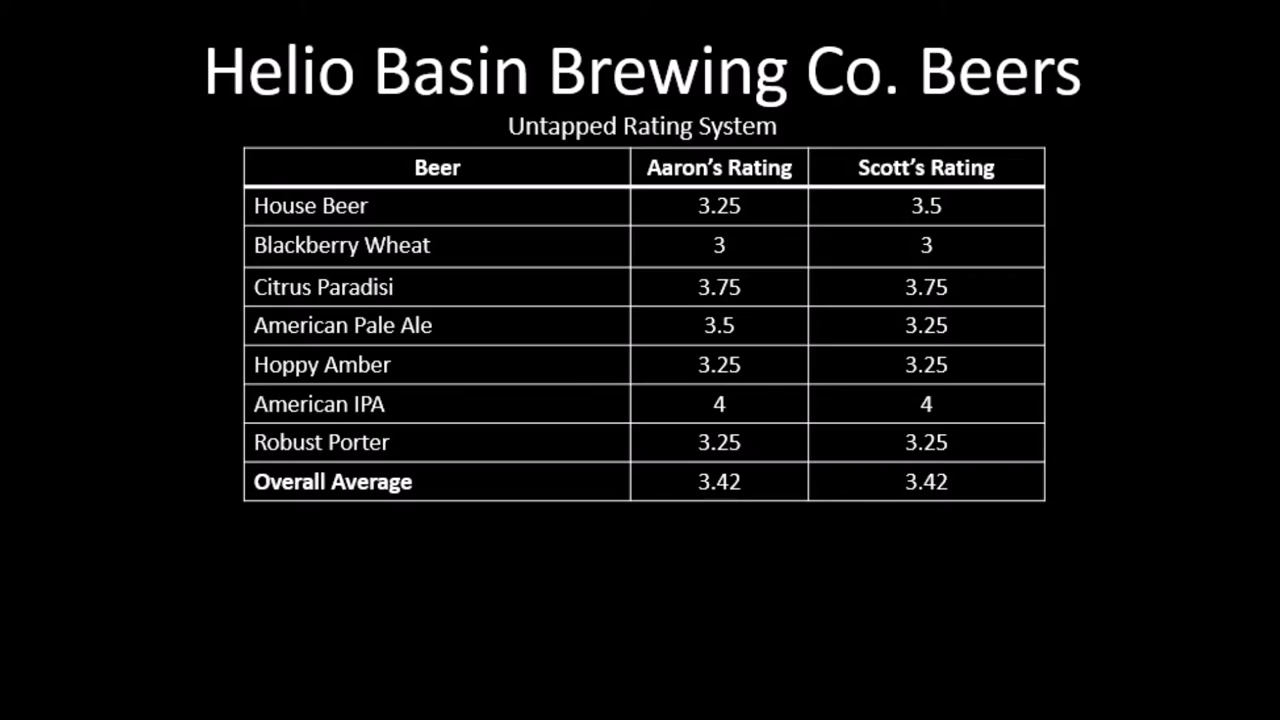 Helio Basin Brewing Co. Beers
Untapped Rating System
Beer Aaron's Rating Scott's Rating
House Beer 3.25 3.5
Blackberry Wheat 3 3
Citrus Paradisi 3.75 3.75
American Pale Ale 3.5 3.25
Hoppy Amber 3.25 3.25
American IPA 4 4
Robust Porter 3.25 3.25
Overall Average 3.42 3.42